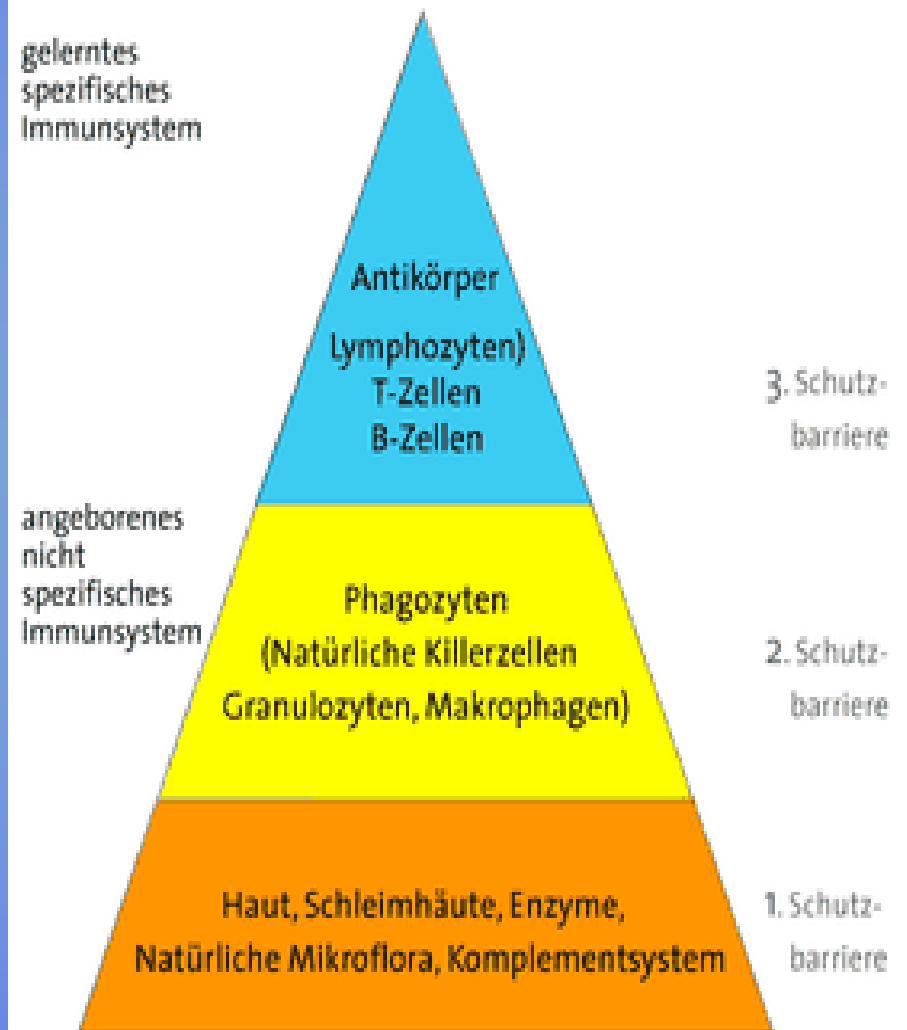 gelerntes
spezifisches
Immunsystem
Antikörper
Lymphozyten)
T-Zellen
B-Zellen
3. Schutz-
barriere
angeborenes
nicht
spezifisches
Immunsystem
Phagozyten
(Natürliche Killerzellen
Granulozyten, Makrophagen)
2. Schutz-
barriere
Haut, Schleimhäute, Enzyme,
Natürliche Mikroflora, Komplementsystem
1. Schutz-
barriere